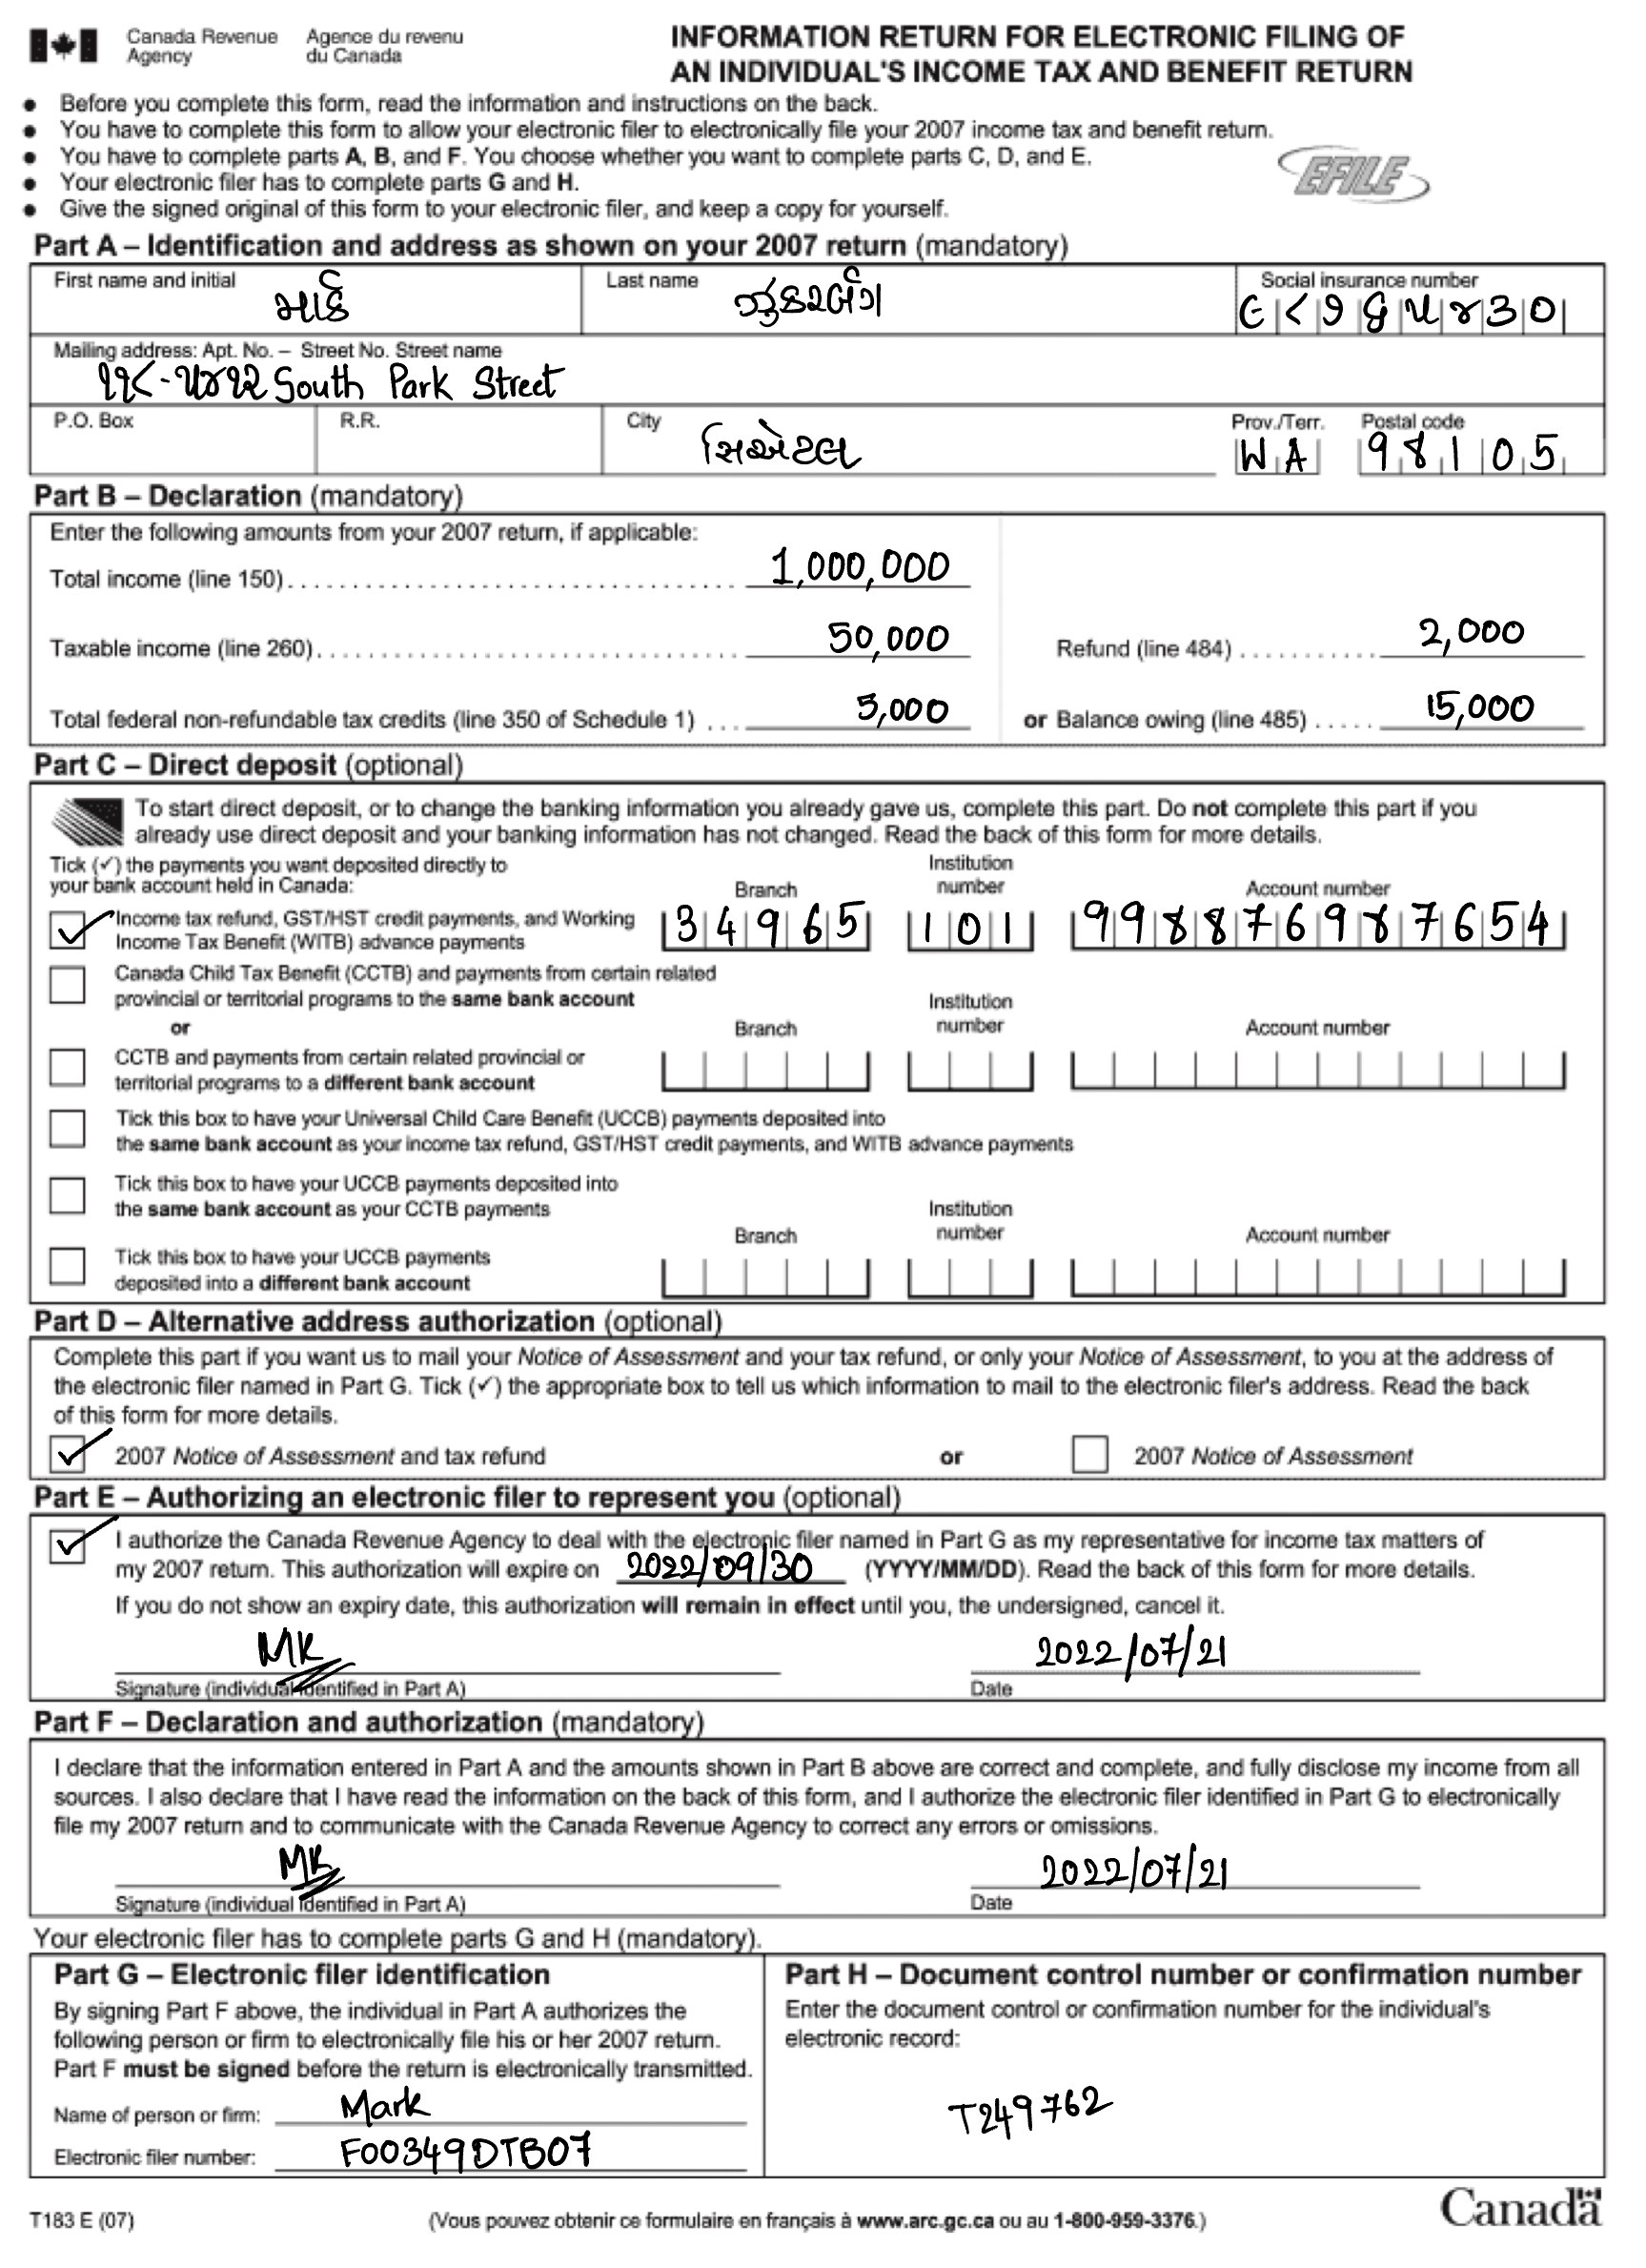 Canada Revenue Agency
Agence du revenu du Canada
INFORMATION RETURN FOR ELECTRONIC FILING OF
AN INDIVIDUAL'S INCOME TAX AND BENEFIT RETURN
● Before you complete this form, read the information and instructions on the back.
● You have to complete this form to allow your electronic filer to electronically file your 2007 income tax and benefit return.
● You have to complete parts A, B, and F. You choose whether you want to complete parts C, D, and E.
● Your electronic filer has to complete parts G and H.
● Give the signed original of this form to your electronic filer, and keep a copy for yourself.
EFILE
Part A – Identification and address as shown on your 2007 return (mandatory)
First name and initial Last name Social insurance number
માર્ક ઝુકરબર્ગ ૯૮૭૬૫૪૩૦
Mailing address: Apt. No. – Street No. Street name
૧૧૮-૫૪૧૨ South Park Street
P.O. Box R.R. City Prov./Terr. Postal code
સિએટલ WA 98105
Part B – Declaration (mandatory)
Enter the following amounts from your 2007 return, if applicable:
Total income (line 150) 1,000,000
Taxable income (line 260) 50,000 Refund (line 484) 2,000
Total federal non-refundable tax credits (line 350 of Schedule 1) 5,000 or Balance owing (line 485) 15,000
Part C – Direct deposit (optional)
To start direct deposit, or to change the banking information you already gave us, complete this part. Do not complete this part if you
already use direct deposit and your banking information has not changed. Read the back of this form for more details.
Tick (✓) the payments you want deposited directly to
your bank account held in Canada:
Branch Institution number Account number
✓ Income tax refund, GST/HST credit payments, and Working
Income Tax Benefit (WITB) advance payments
34965 101 998876987654
Canada Child Tax Benefit (CCTB) and payments from certain related
provincial or territorial programs to the same bank account
or
Branch Institution number Account number
CCTB and payments from certain related provincial or
territorial programs to a different bank account
Tick this box to have your Universal Child Care Benefit (UCCB) payments deposited into
the same bank account as your income tax refund, GST/HST credit payments, and WITB advance payments
Tick this box to have your UCCB payments deposited into
the same bank account as your CCTB payments
Branch Institution number Account number
Tick this box to have your UCCB payments
deposited into a different bank account
Part D – Alternative address authorization (optional)
Complete this part if you want us to mail your Notice of Assessment and your tax refund, or only your Notice of Assessment, to you at the address of
the electronic filer named in Part G. Tick (✓) the appropriate box to tell us which information to mail to the electronic filer's address. Read the back
of this form for more details.
✓ 2007 Notice of Assessment and tax refund or 2007 Notice of Assessment
Part E – Authorizing an electronic filer to represent you (optional)
✓ I authorize the Canada Revenue Agency to deal with the electronic filer named in Part G as my representative for income tax matters of
my 2007 return. This authorization will expire on 2022/09/30 (YYYY/MM/DD). Read the back of this form for more details.
If you do not show an expiry date, this authorization will remain in effect until you, the undersigned, cancel it.
MK 2022/07/21
Signature (individual identified in Part A) Date
Part F – Declaration and authorization (mandatory)
I declare that the information entered in Part A and the amounts shown in Part B above are correct and complete, and fully disclose my income from all
sources. I also declare that I have read the information on the back of this form, and I authorize the electronic filer identified in Part G to electronically
file my 2007 return and to communicate with the Canada Revenue Agency to correct any errors or omissions.
MK 2022/07/21
Signature (individual identified in Part A) Date
Your electronic filer has to complete parts G and H (mandatory).
Part G – Electronic filer identification
By signing Part F above, the individual in Part A authorizes the
following person or firm to electronically file his or her 2007 return.
Part F must be signed before the return is electronically transmitted.
Name of person or firm: Mark
Electronic filer number: F00349DTB07
Part H – Document control number or confirmation number
Enter the document control or confirmation number for the individual's
electronic record:
T249762
T183 E (07)
(Vous pouvez obtenir ce formulaire en français à www.arc.gc.ca ou au 1-800-959-3376.)
Canada